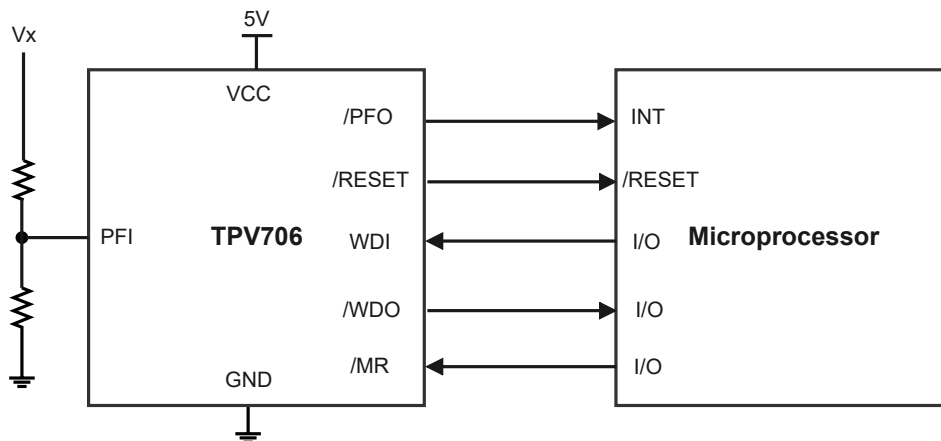 5V
Vx
VCC
/PFO
INT
/RESET
/RESET
PFI
TPV706
WDI
I/O
Microprocessor
/WDO
I/O
GND
/MR
I/O